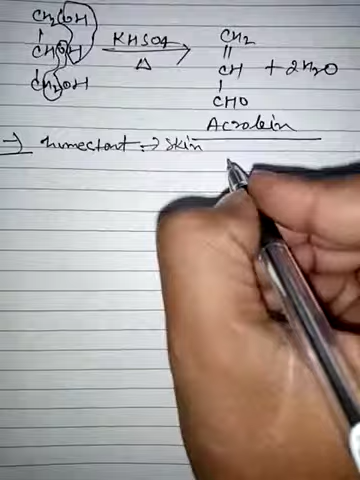 CH2OH
CHOH KHSO4 Δ
CH2OH
CH2
||
CH + 2H2O
CHO
Acrolein
→ humectant → skin